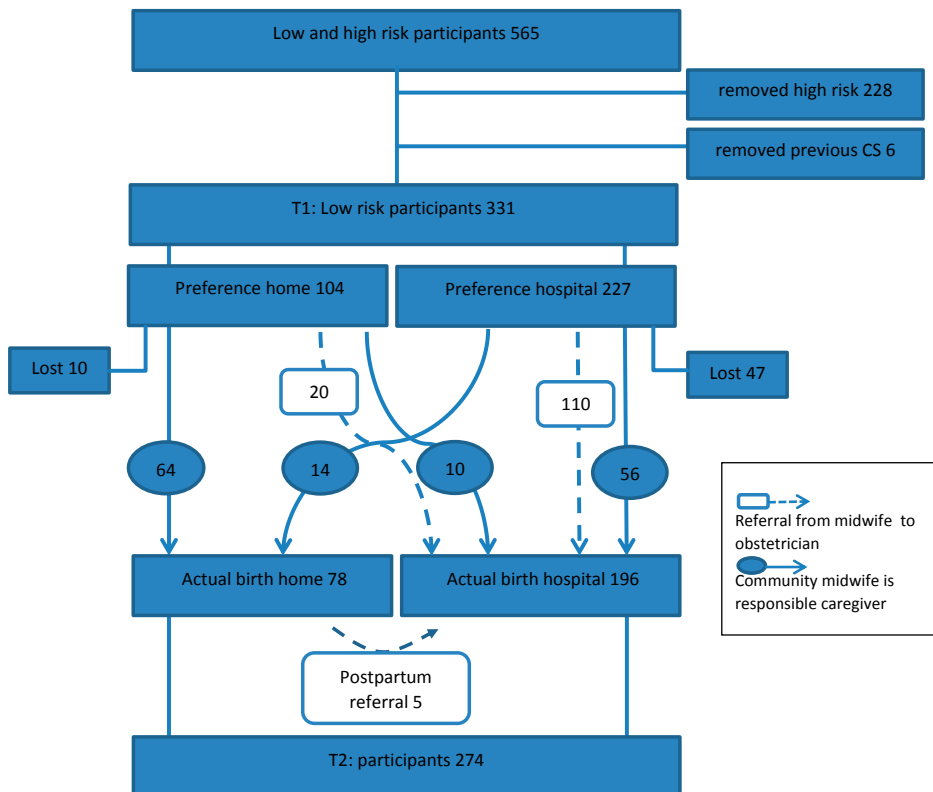 Low and high risk participants 565
removed high risk 228
removed previous CS 6
T1: Low risk participants 331
Preference home 104
Preference hospital 227
Lost 10
Lost 47
20
110
64
14
10
56
Referral from midwife to
obstetrician
Community midwife is
responsible caregiver
Actual birth home 78
Actual birth hospital 196
Postpartum
referral 5
T2: participants 274